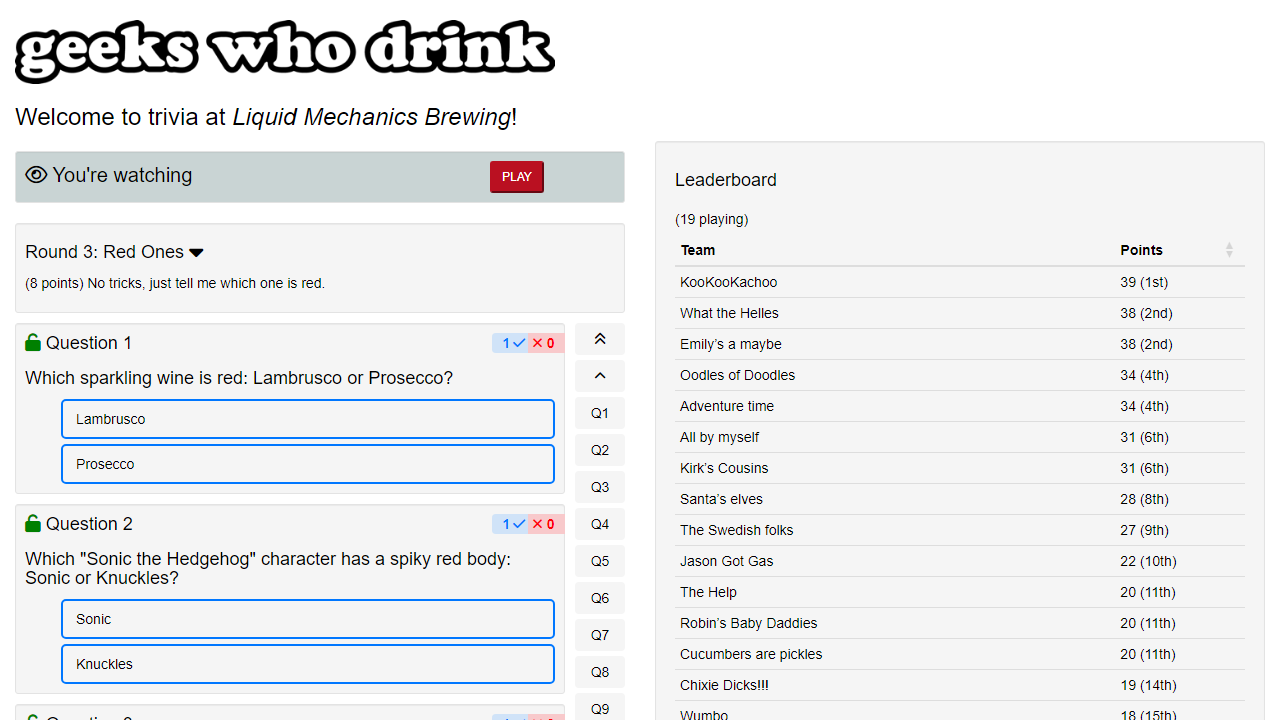 geeks who drink
Welcome to trivia at Liquid Mechanics Brewing!
You're watching
PLAY
Round 3: Red Ones
(8 points) No tricks, just tell me which one is red.
Question 1
1 0
Which sparkling wine is red: Lambrusco or Prosecco?
Lambrusco
Prosecco
Question 2
1 0
Which "Sonic the Hedgehog" character has a spiky red body:
Sonic or Knuckles?
Sonic
Knuckles
Q1
Q2
Q3
Q4
Q5
Q6
Q7
Q8
Q9
Leaderboard
(19 playing)
Team Points
KooKooKachoo 39 (1st)
What the Helles 38 (2nd)
Emily’s a maybe 38 (2nd)
Oodles of Doodles 34 (4th)
Adventure time 34 (4th)
All by myself 31 (6th)
Kirk’s Cousins 31 (6th)
Santa’s elves 28 (8th)
The Swedish folks 27 (9th)
Jason Got Gas 22 (10th)
The Help 20 (11th)
Robin’s Baby Daddies 20 (11th)
Cucumbers are pickles 20 (11th)
Chixie Dicks!!! 19 (14th)
Wumbo 18 (15th)